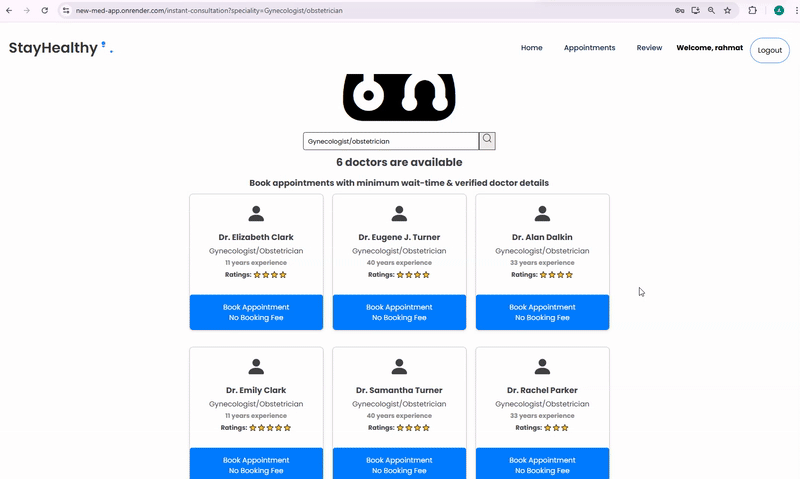 new-med-app.onrender.com/instant-consultation?speciality=Gynecologist/obstetrician
StayHealthy
Home Appointments Review Welcome, rahmat Logout
Gynecologist/obstetrician
6 doctors are available
Book appointments with minimum wait-time & verified doctor details
Dr. Elizabeth Clark
Gynecologist/Obstetrician
11 years experience
Ratings:
Book Appointment
No Booking Fee
Dr. Eugene J. Turner
Gynecologist/Obstetrician
40 years experience
Ratings:
Book Appointment
No Booking Fee
Dr. Alan Dalkin
Gynecologist/Obstetrician
33 years experience
Ratings:
Book Appointment
No Booking Fee
Dr. Emily Clark
Gynecologist/Obstetrician
11 years experience
Ratings:
Book Appointment
No Booking Fee
Dr. Samantha Turner
Gynecologist/Obstetrician
40 years experience
Ratings:
Book Appointment
No Booking Fee
Dr. Rachel Parker
Gynecologist/Obstetrician
33 years experience
Ratings:
Book Appointment
No Booking Fee